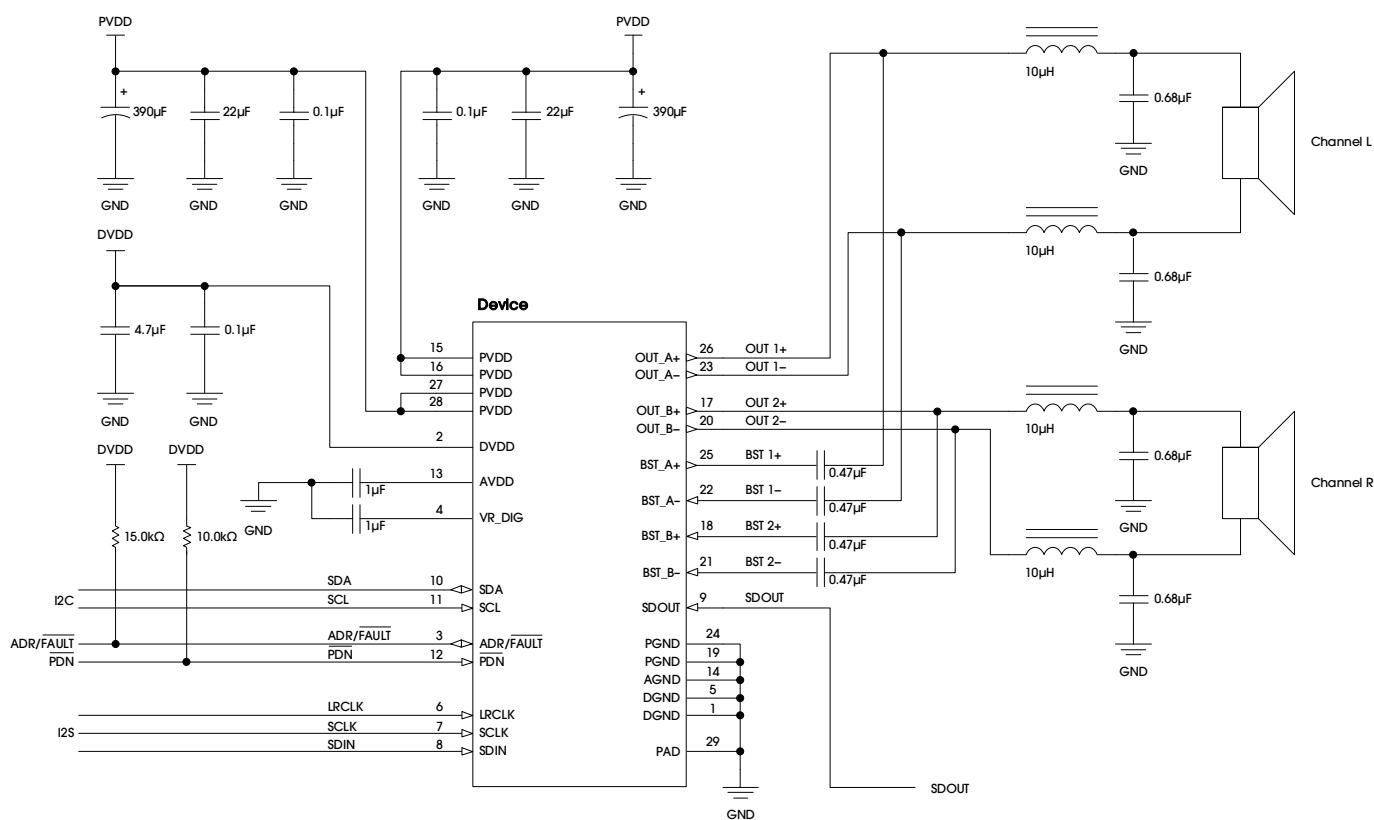 PVDD
PVDD
+
390µF
22µF
0.1µF
0.1µF
22µF
+
390µF
GND
GND
GND
GND
GND
GND
10µH
0.68µF
GND
Channel L
10µH
0.68µF
GND
DVDD
4.7µF
0.1µF
GND
GND
Device
15
PVDD
16
PVDD
27
PVDD
28
PVDD
2
DVDD
13
AVDD
4
VR_DIG
1µF
1µF
GND
DVDD
DVDD
15.0kΩ
10.0kΩ
I2C
SDA
10
SDA
SCL
11
SCL
ADR/FAULT
ADR/FAULT
3
ADR/FAULT
PDN
PDN
12
PDN
I2S
LRCLK
6
LRCLK
SCLK
7
SCLK
SDIN
8
SDIN
OUT_A+
26
OUT 1+
OUT_A−
23
OUT 1−
OUT_B+
17
OUT 2+
OUT_B−
20
OUT 2−
BST_A+
25
BST 1+
0.47µF
BST_A−
22
BST 1−
0.47µF
BST_B+
18
BST 2+
0.47µF
BST_B−
21
BST 2−
0.47µF
SDOUT
9
SDOUT
PGND
24
PGND
19
AGND
14
DGND
5
DGND
1
PAD
29
GND
SDOUT
10µH
0.68µF
GND
Channel R
10µH
0.68µF
GND